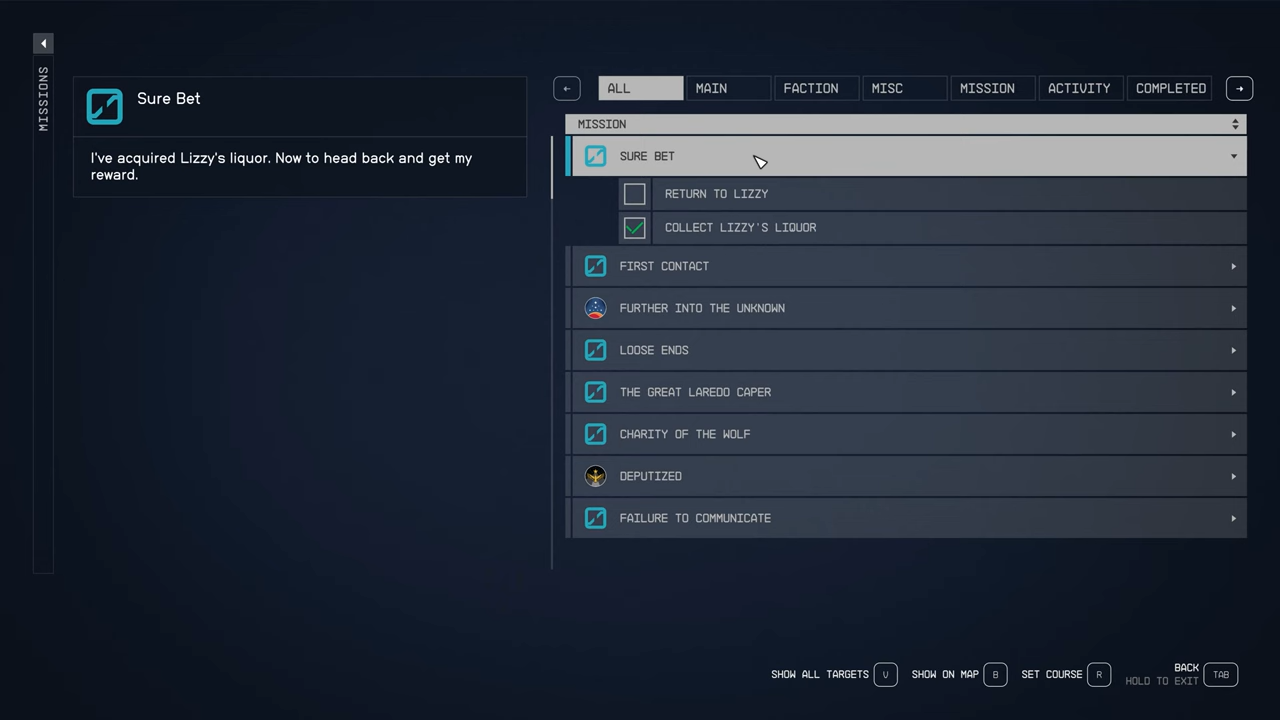 MISSIONS
Sure Bet
I've acquired Lizzy's liquor. Now to head back and get my
reward.
ALL
MAIN
FACTION
MISC
MISSION
ACTIVITY
COMPLETED
MISSION
SURE BET
RETURN TO LIZZY
COLLECT LIZZY'S LIQUOR
FIRST CONTACT
FURTHER INTO THE UNKNOWN
LOOSE ENDS
THE GREAT LAREDO CAPER
CHARITY OF THE WOLF
DEPUTIZED
FAILURE TO COMMUNICATE
SHOW ALL TARGETS V
SHOW ON MAP B
SET COURSE R
BACK
HOLD TO EXIT
TAB